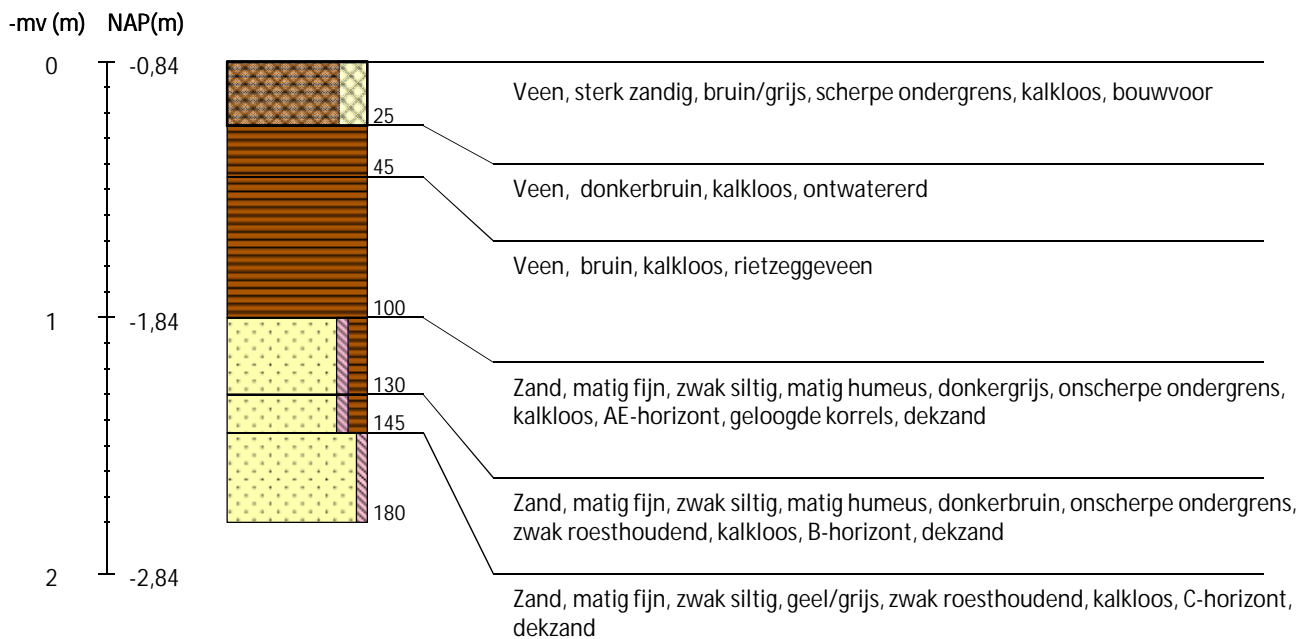 -mv (m) NAP(m)
0 -0,84
Veen, sterk zandig, bruin/grijs, scherpe ondergrens, kalkloos, bouwvoor
25
45
Veen, donkerbruin, kalkloos, ontwatererd
Veen, bruin, kalkloos, rietzeggeveen
100
1 -1,84
Zand, matig fijn, zwak siltig, matig humeus, donkergrijs, onscherpe ondergrens,
kalkloos, AE-horizont, geloogde korrels, dekzand
130
145
Zand, matig fijn, zwak siltig, matig humeus, donkerbruin, onscherpe ondergrens,
zwak roesthoudend, kalkloos, B-horizont, dekzand
180
2 -2,84
Zand, matig fijn, zwak siltig, geel/grijs, zwak roesthoudend, kalkloos, C-horizont,
dekzand